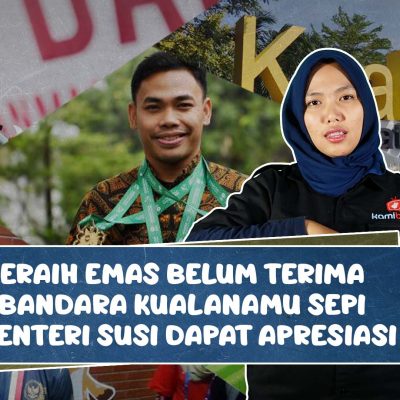 ERAIH EMAS BELUM TERIMA
BANDARA KUALANAMU SEPI
ENTERI SUSI DAPAT APRESIASI